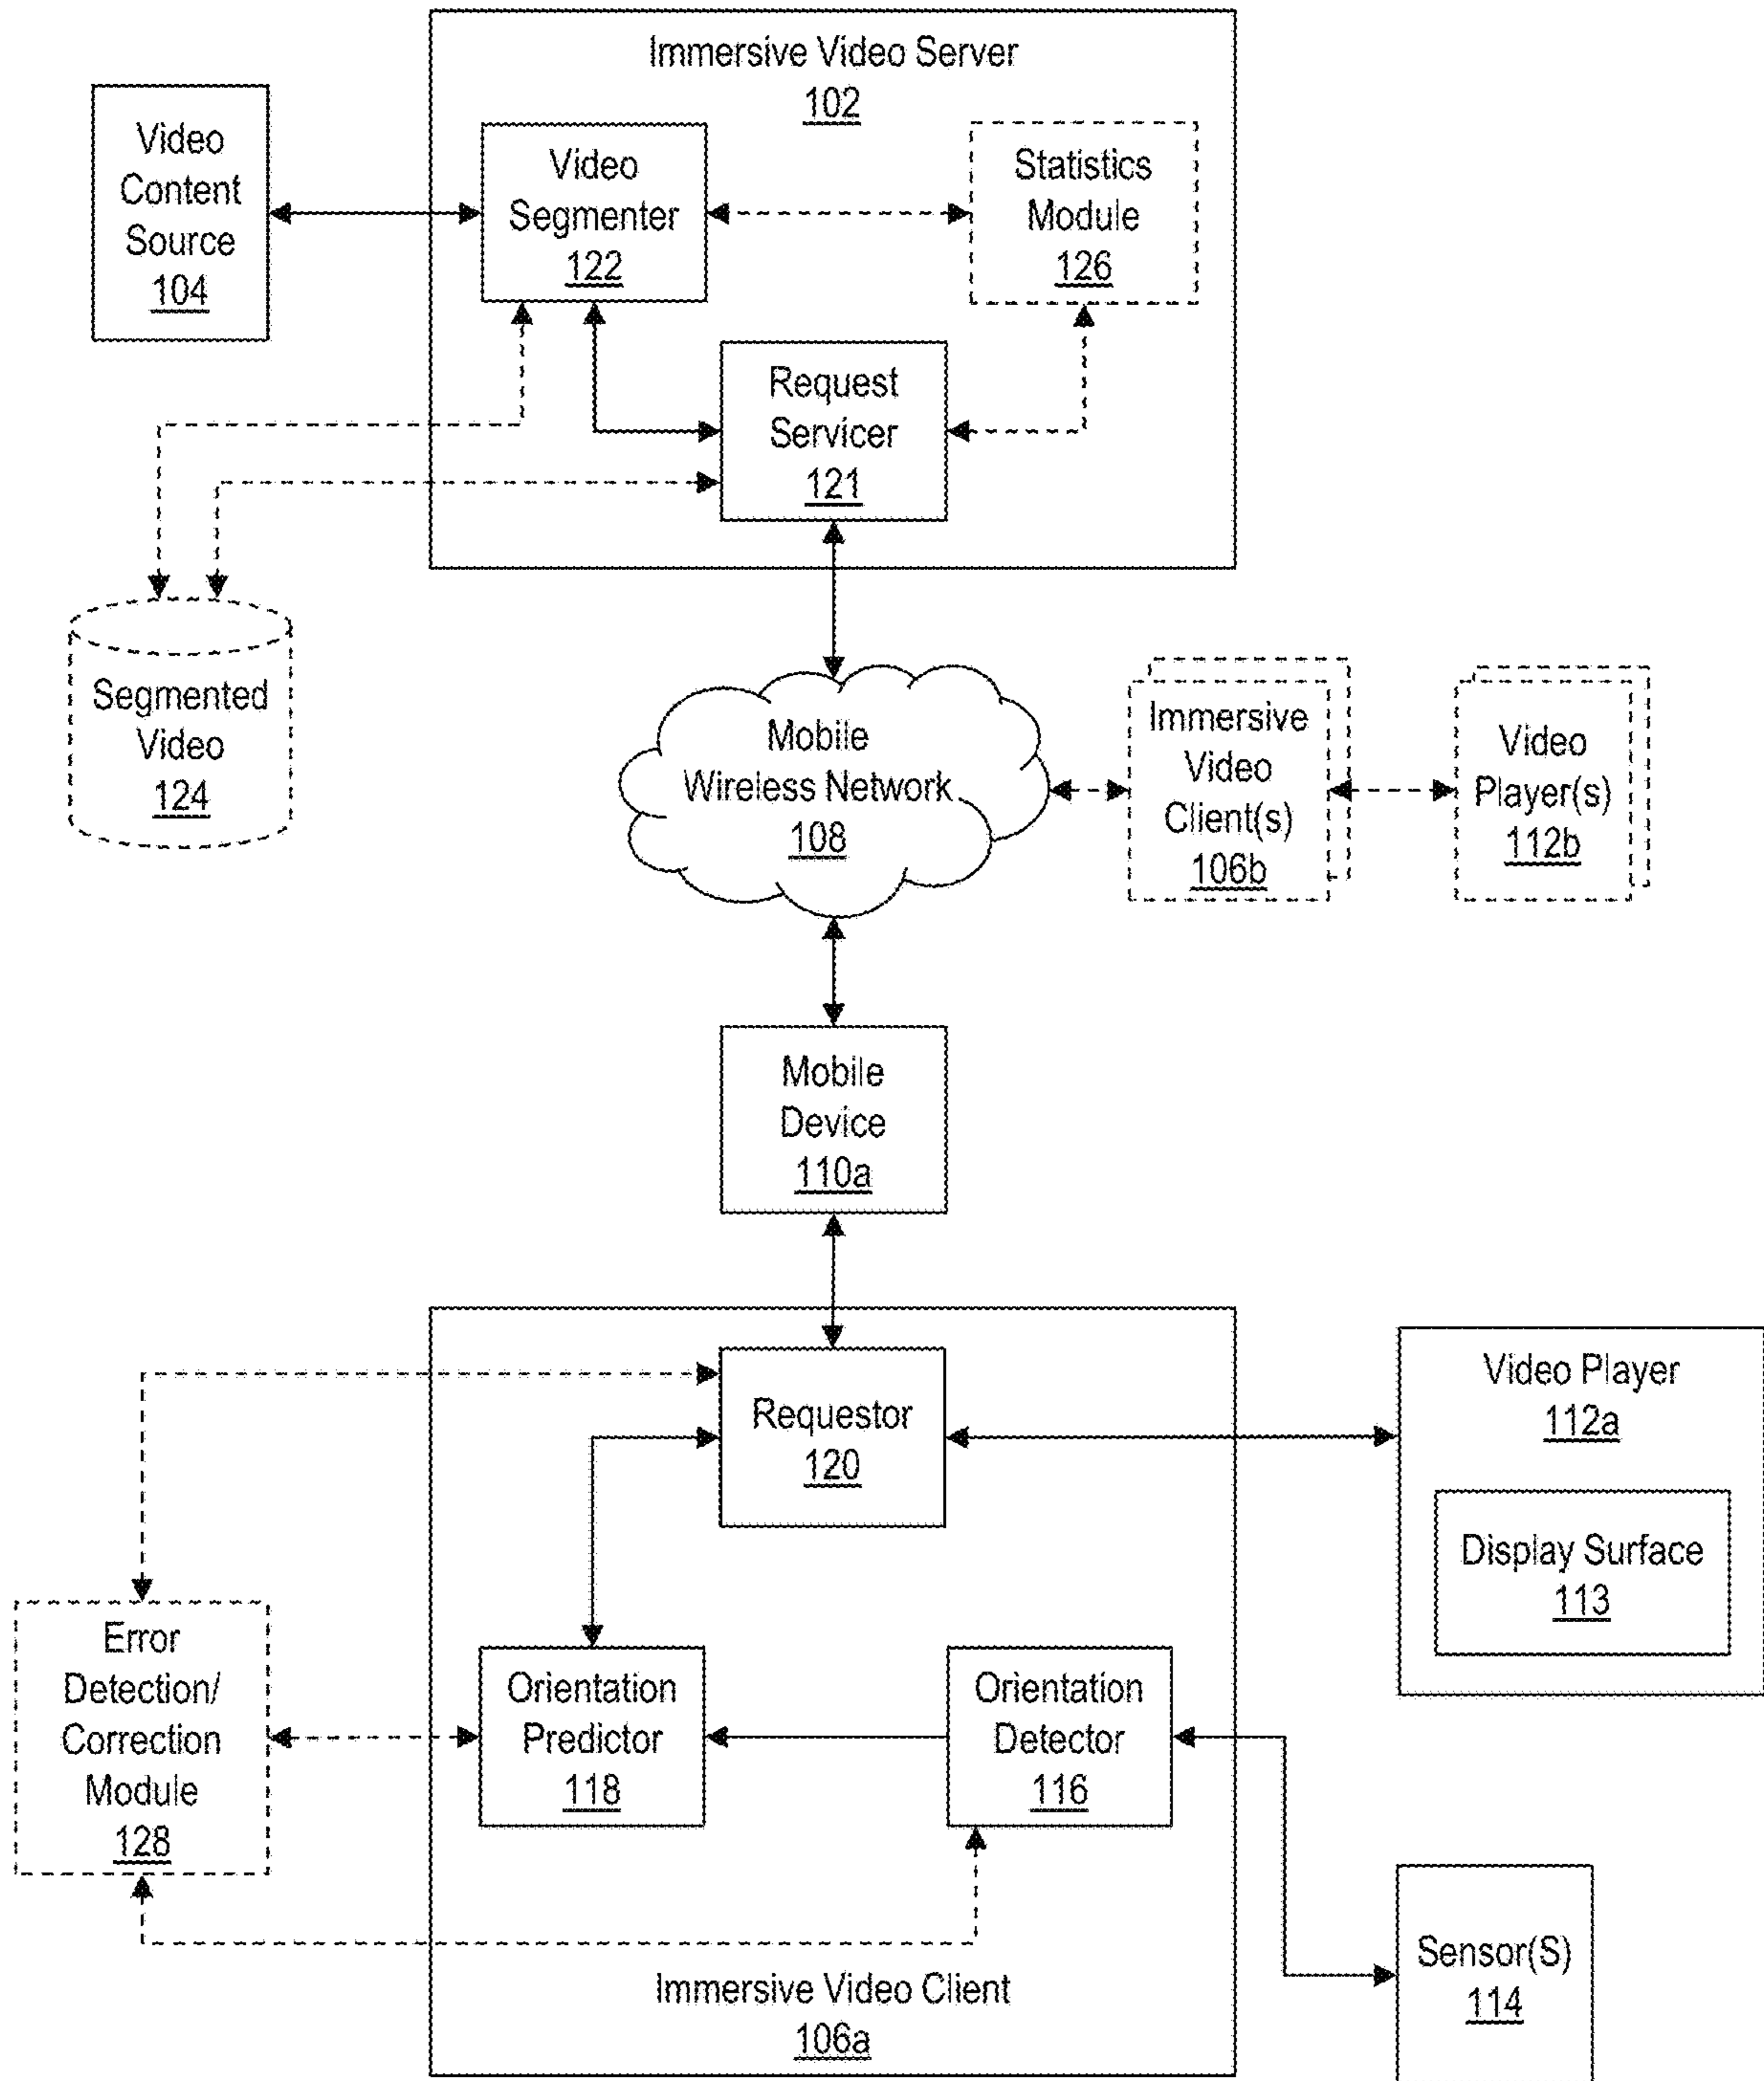 Immersive Video Server
102
Video
Content
Source
104
Video
Segmenter
122
Statistics
Module
126
Request
Servicer
121
Segmented
Video
124
Mobile
Wireless Network
108
Immersive
Video
Client(s)
106b
Video
Player(s)
112b
Mobile
Device
110a
Requestor
120
Video Player
112a
Display Surface
113
Error
Detection/
Correction
Module
128
Orientation
Predictor
118
Orientation
Detector
116
Immersive Video Client
106a
Sensor(S)
114